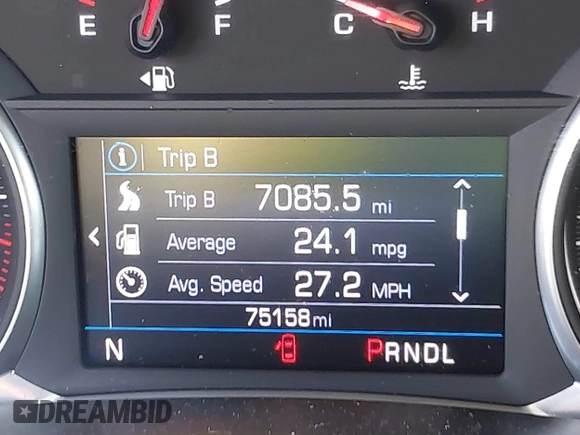 E F C H
Trip B
Trip B 7085.5 mi
Average 24.1 mpg
Avg. Speed 27.2 MPH
75158 mi
N PRNDL
DREAMBID